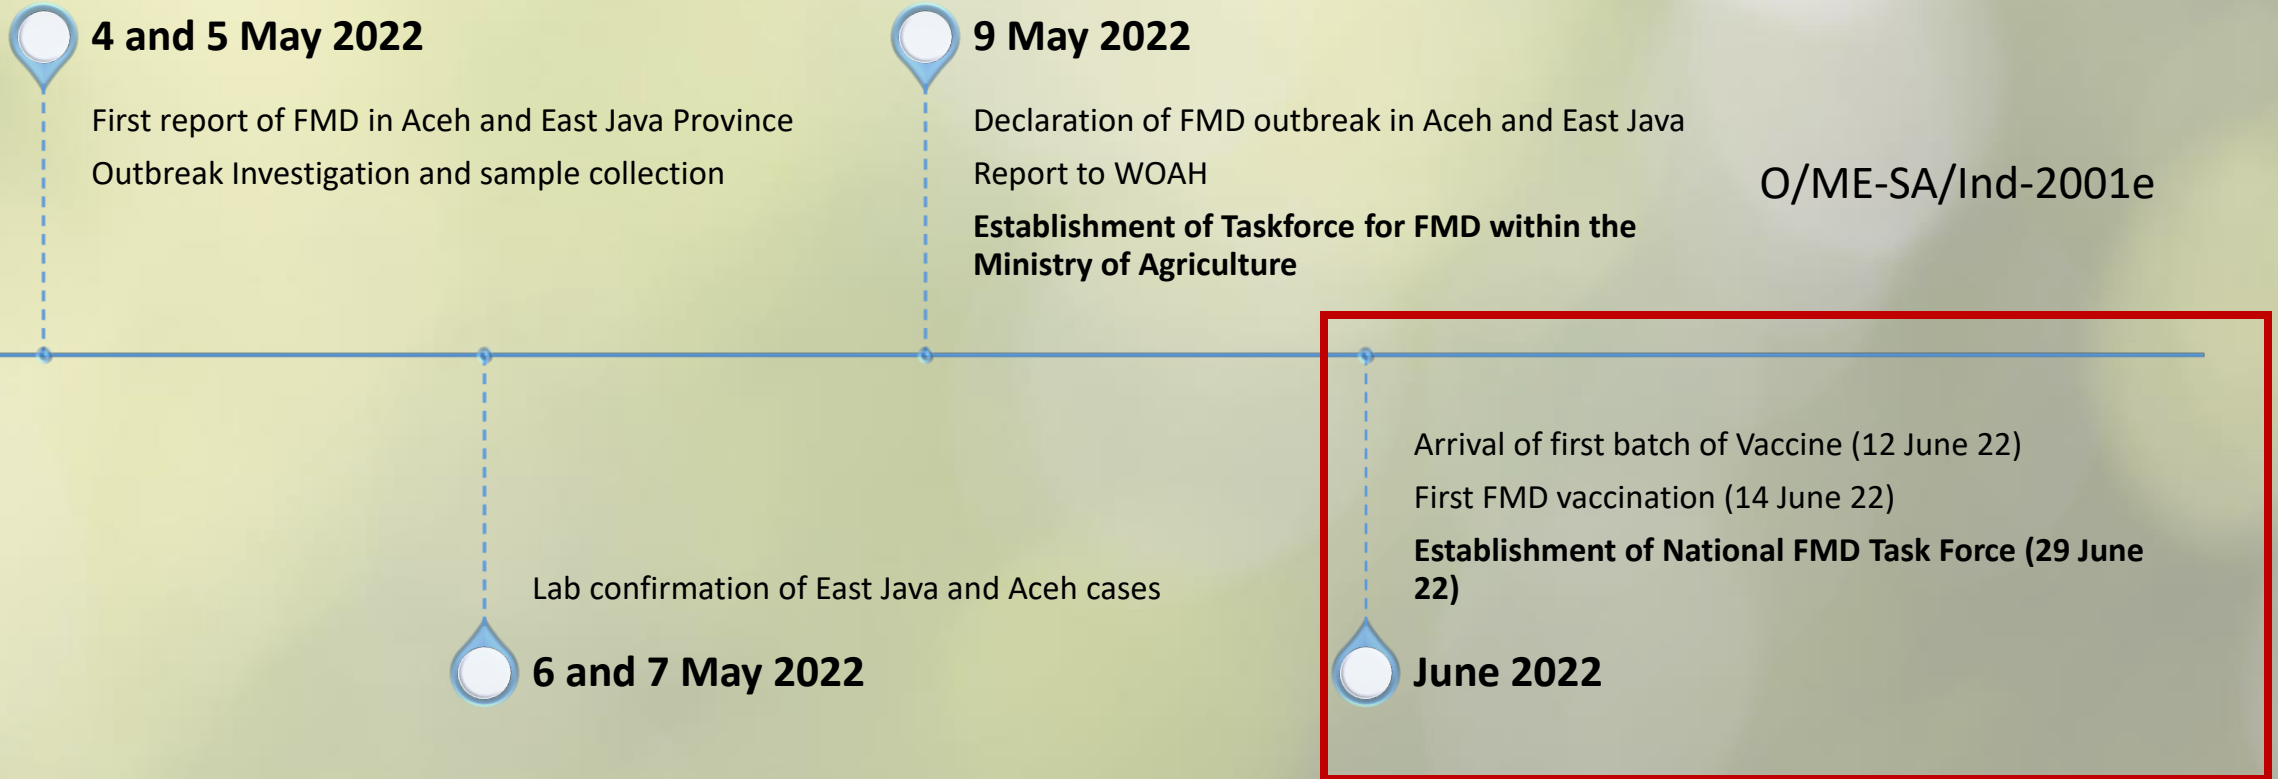 4 and 5 May 2022
First report of FMD in Aceh and East Java Province
Outbreak Investigation and sample collection
9 May 2022
Declaration of FMD outbreak in Aceh and East Java
Report to WOAH
Establishment of Taskforce for FMD within the
Ministry of Agriculture
O/ME-SA/Ind-2001e
Lab confirmation of East Java and Aceh cases
6 and 7 May 2022
Arrival of first batch of Vaccine (12 June 22)
First FMD vaccination (14 June 22)
Establishment of National FMD Task Force (29 June
22)
June 2022